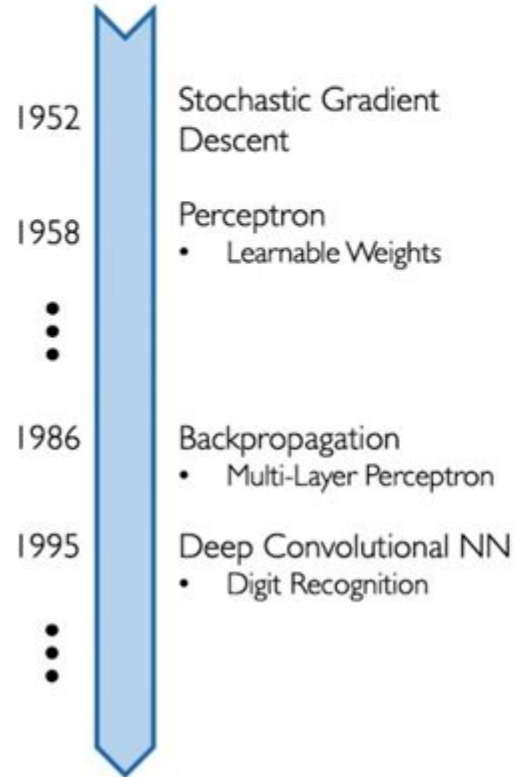 1952
Stochastic Gradient
Descent
1958
Perceptron
• Learnable Weights
1986
Backpropagation
• Multi-Layer Perceptron
1995
Deep Convolutional NN
• Digit Recognition